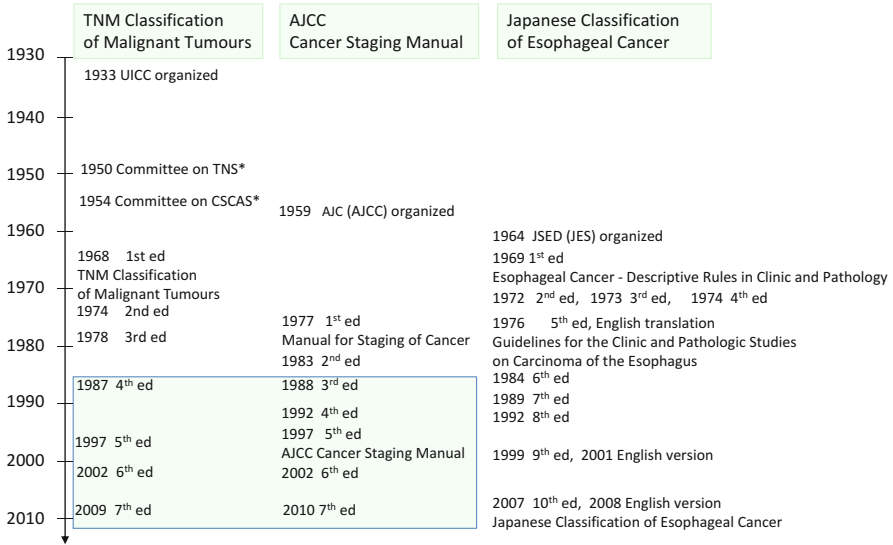 TNM Classification
of Malignant Tumours
AJCC
Cancer Staging Manual
Japanese Classification
of Esophageal Cancer
1930
1940
1950
1960
1970
1980
1990
2000
2010
1933 UICC organized
1950 Committee on TNS*
1954 Committee on CSCAS*
1968 1st ed
TNM Classification
of Malignant Tumours
1974 2nd ed
1978 3rd ed
1987 4th ed
1997 5th ed
2002 6th ed
2009 7th ed
1959 AJC (AJCC) organized
1977 1st ed
Manual for Staging of Cancer
1983 2nd ed
1988 3rd ed
1992 4th ed
1997 5th ed
AJCC Cancer Staging Manual
2002 6th ed
2010 7th ed
1964 JSED (JES) organized
1969 1st ed
Esophageal Cancer - Descriptive Rules in Clinic and Pathology
1972 2nd ed, 1973 3rd ed, 1974 4th ed
1976 5th ed, English translation
Guidelines for the Clinic and Pathologic Studies
on Carcinoma of the Esophagus
1984 6th ed
1989 7th ed
1992 8th ed
1999 9th ed, 2001 English version
2007 10th ed, 2008 English version
Japanese Classification of Esophageal Cancer